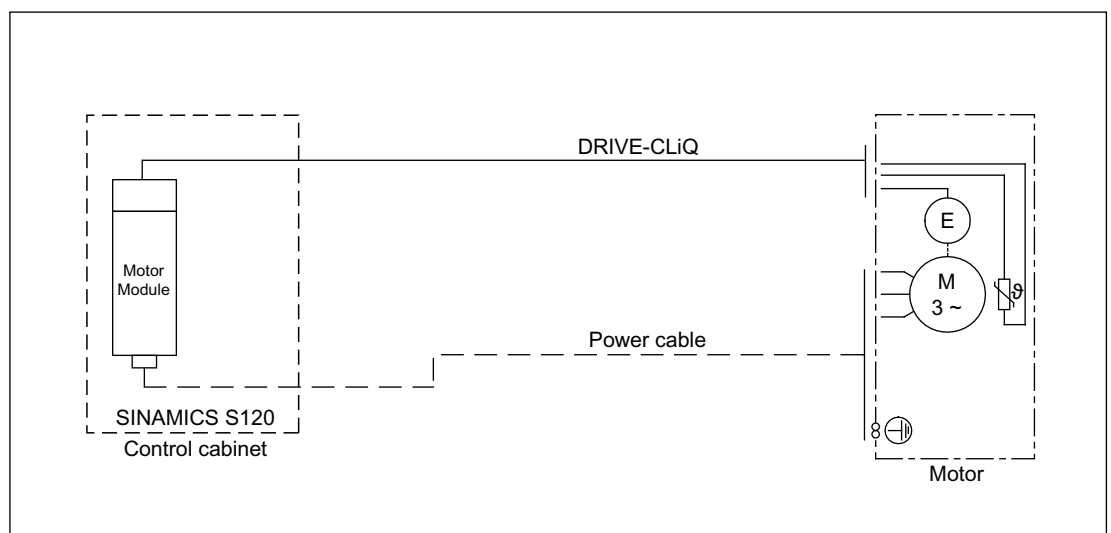 DRIVE-CLiQ
E
Motor
Module
M
3 ~
ϑ
Power cable
SINAMICS S120
Control cabinet
Motor